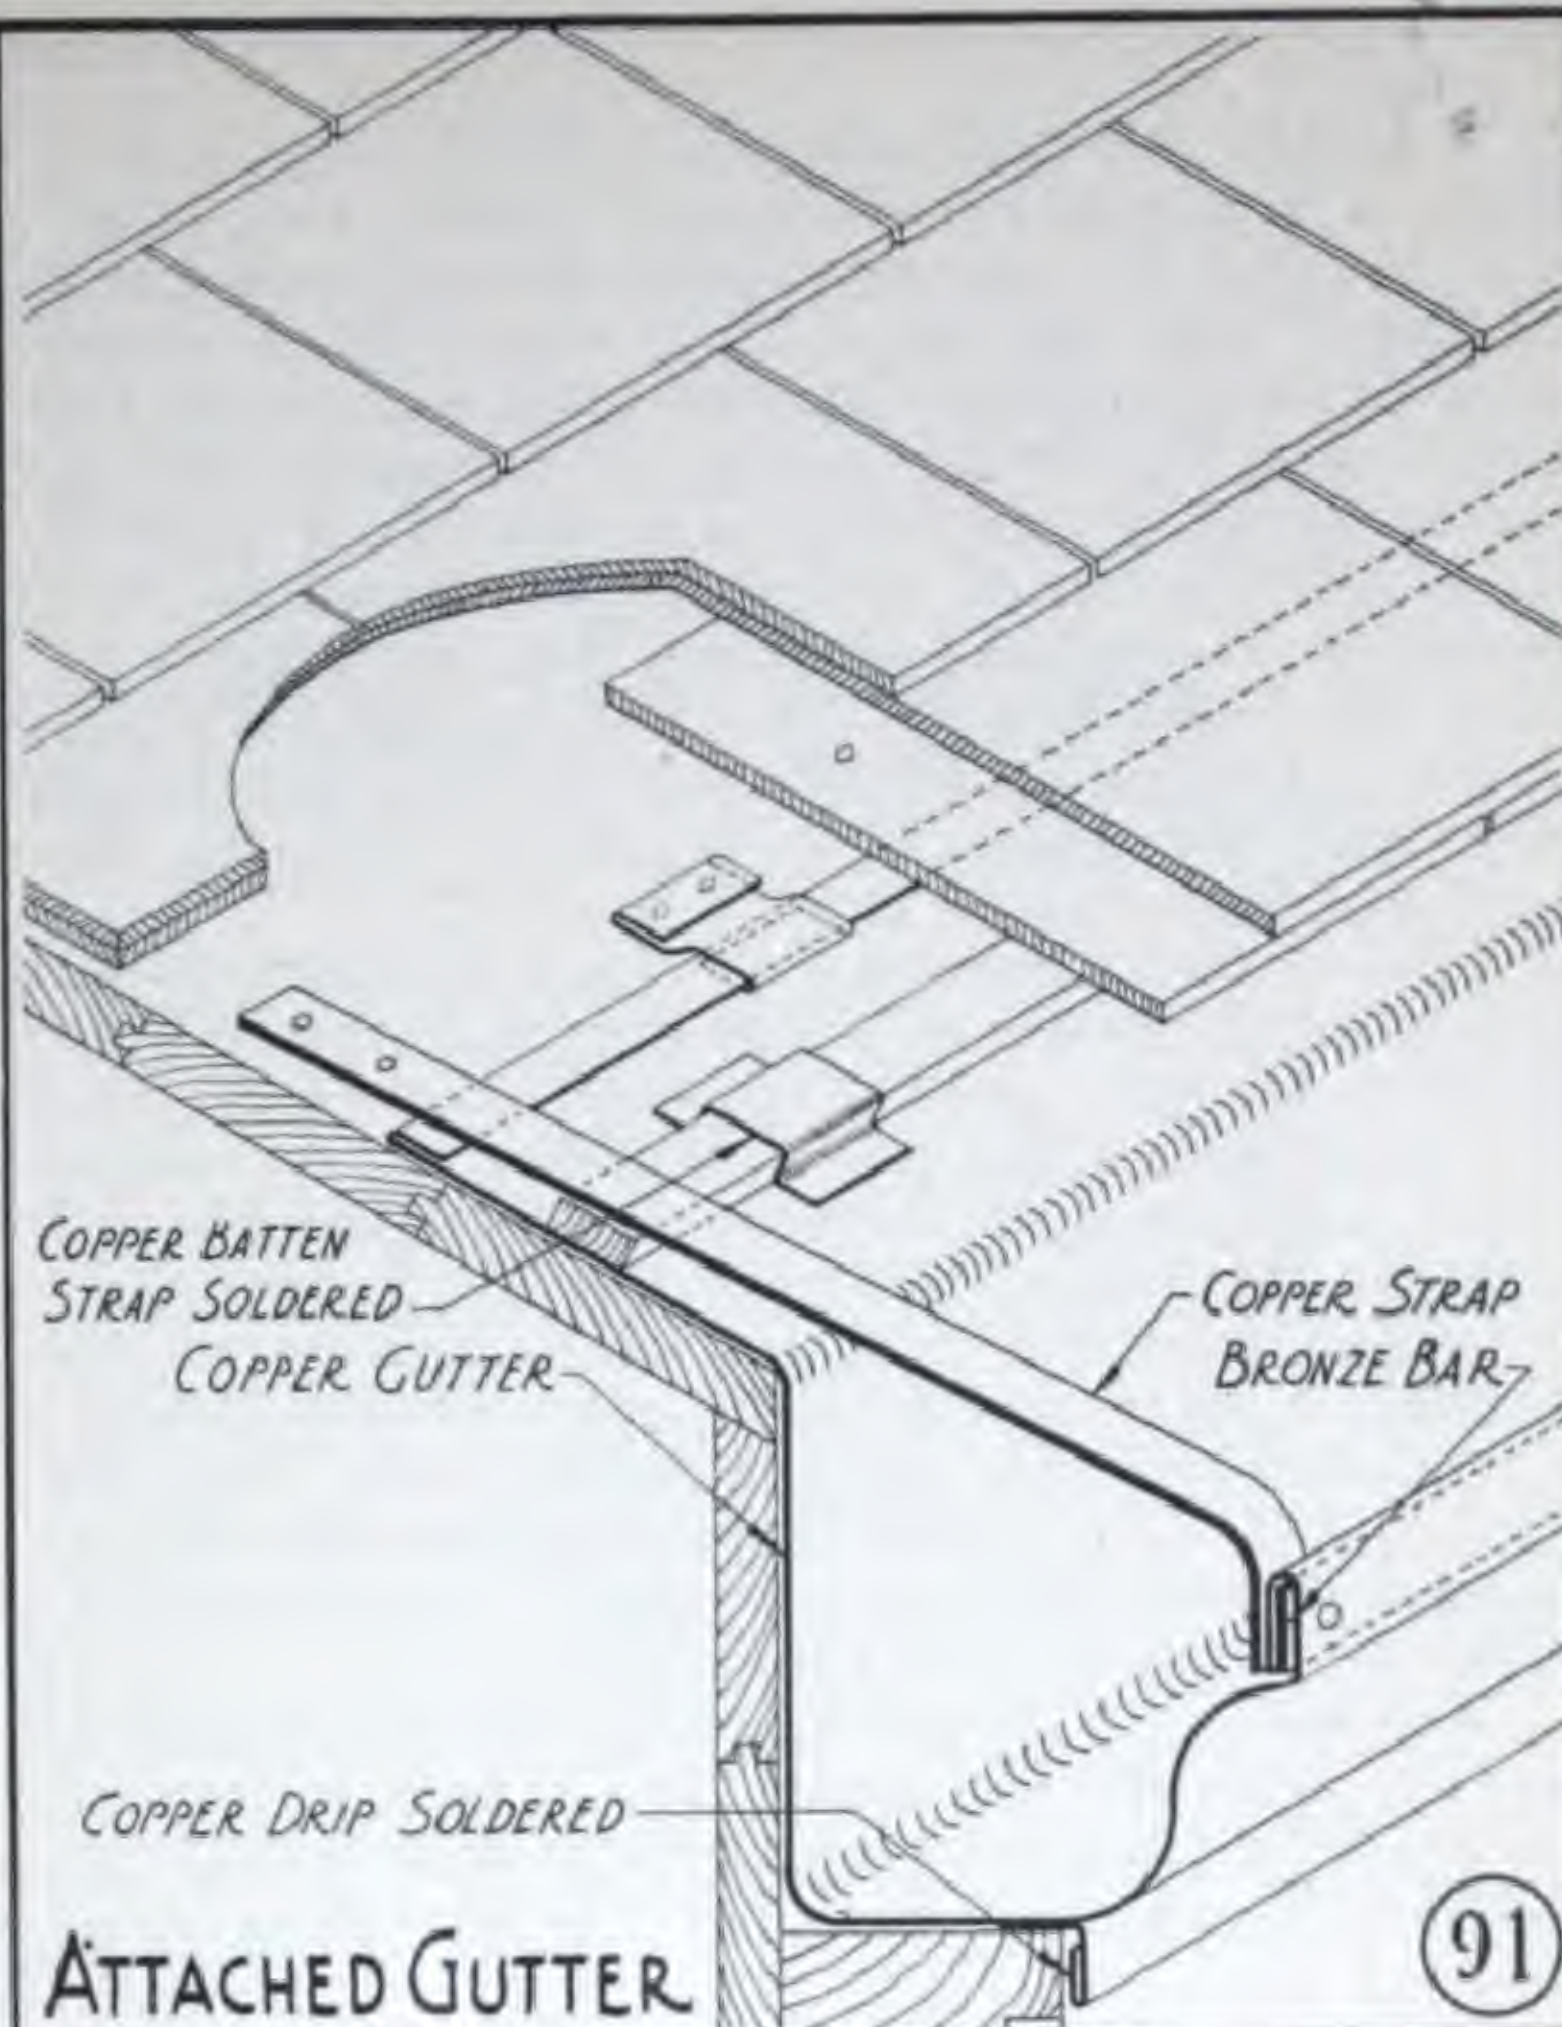 COPPER BATTEN
STRAP SOLDERED
COPPER GUTTER
COPPER STRAP
BRONZE BAR
COPPER DRIP SOLDERED
ATTACHED GUTTER
91